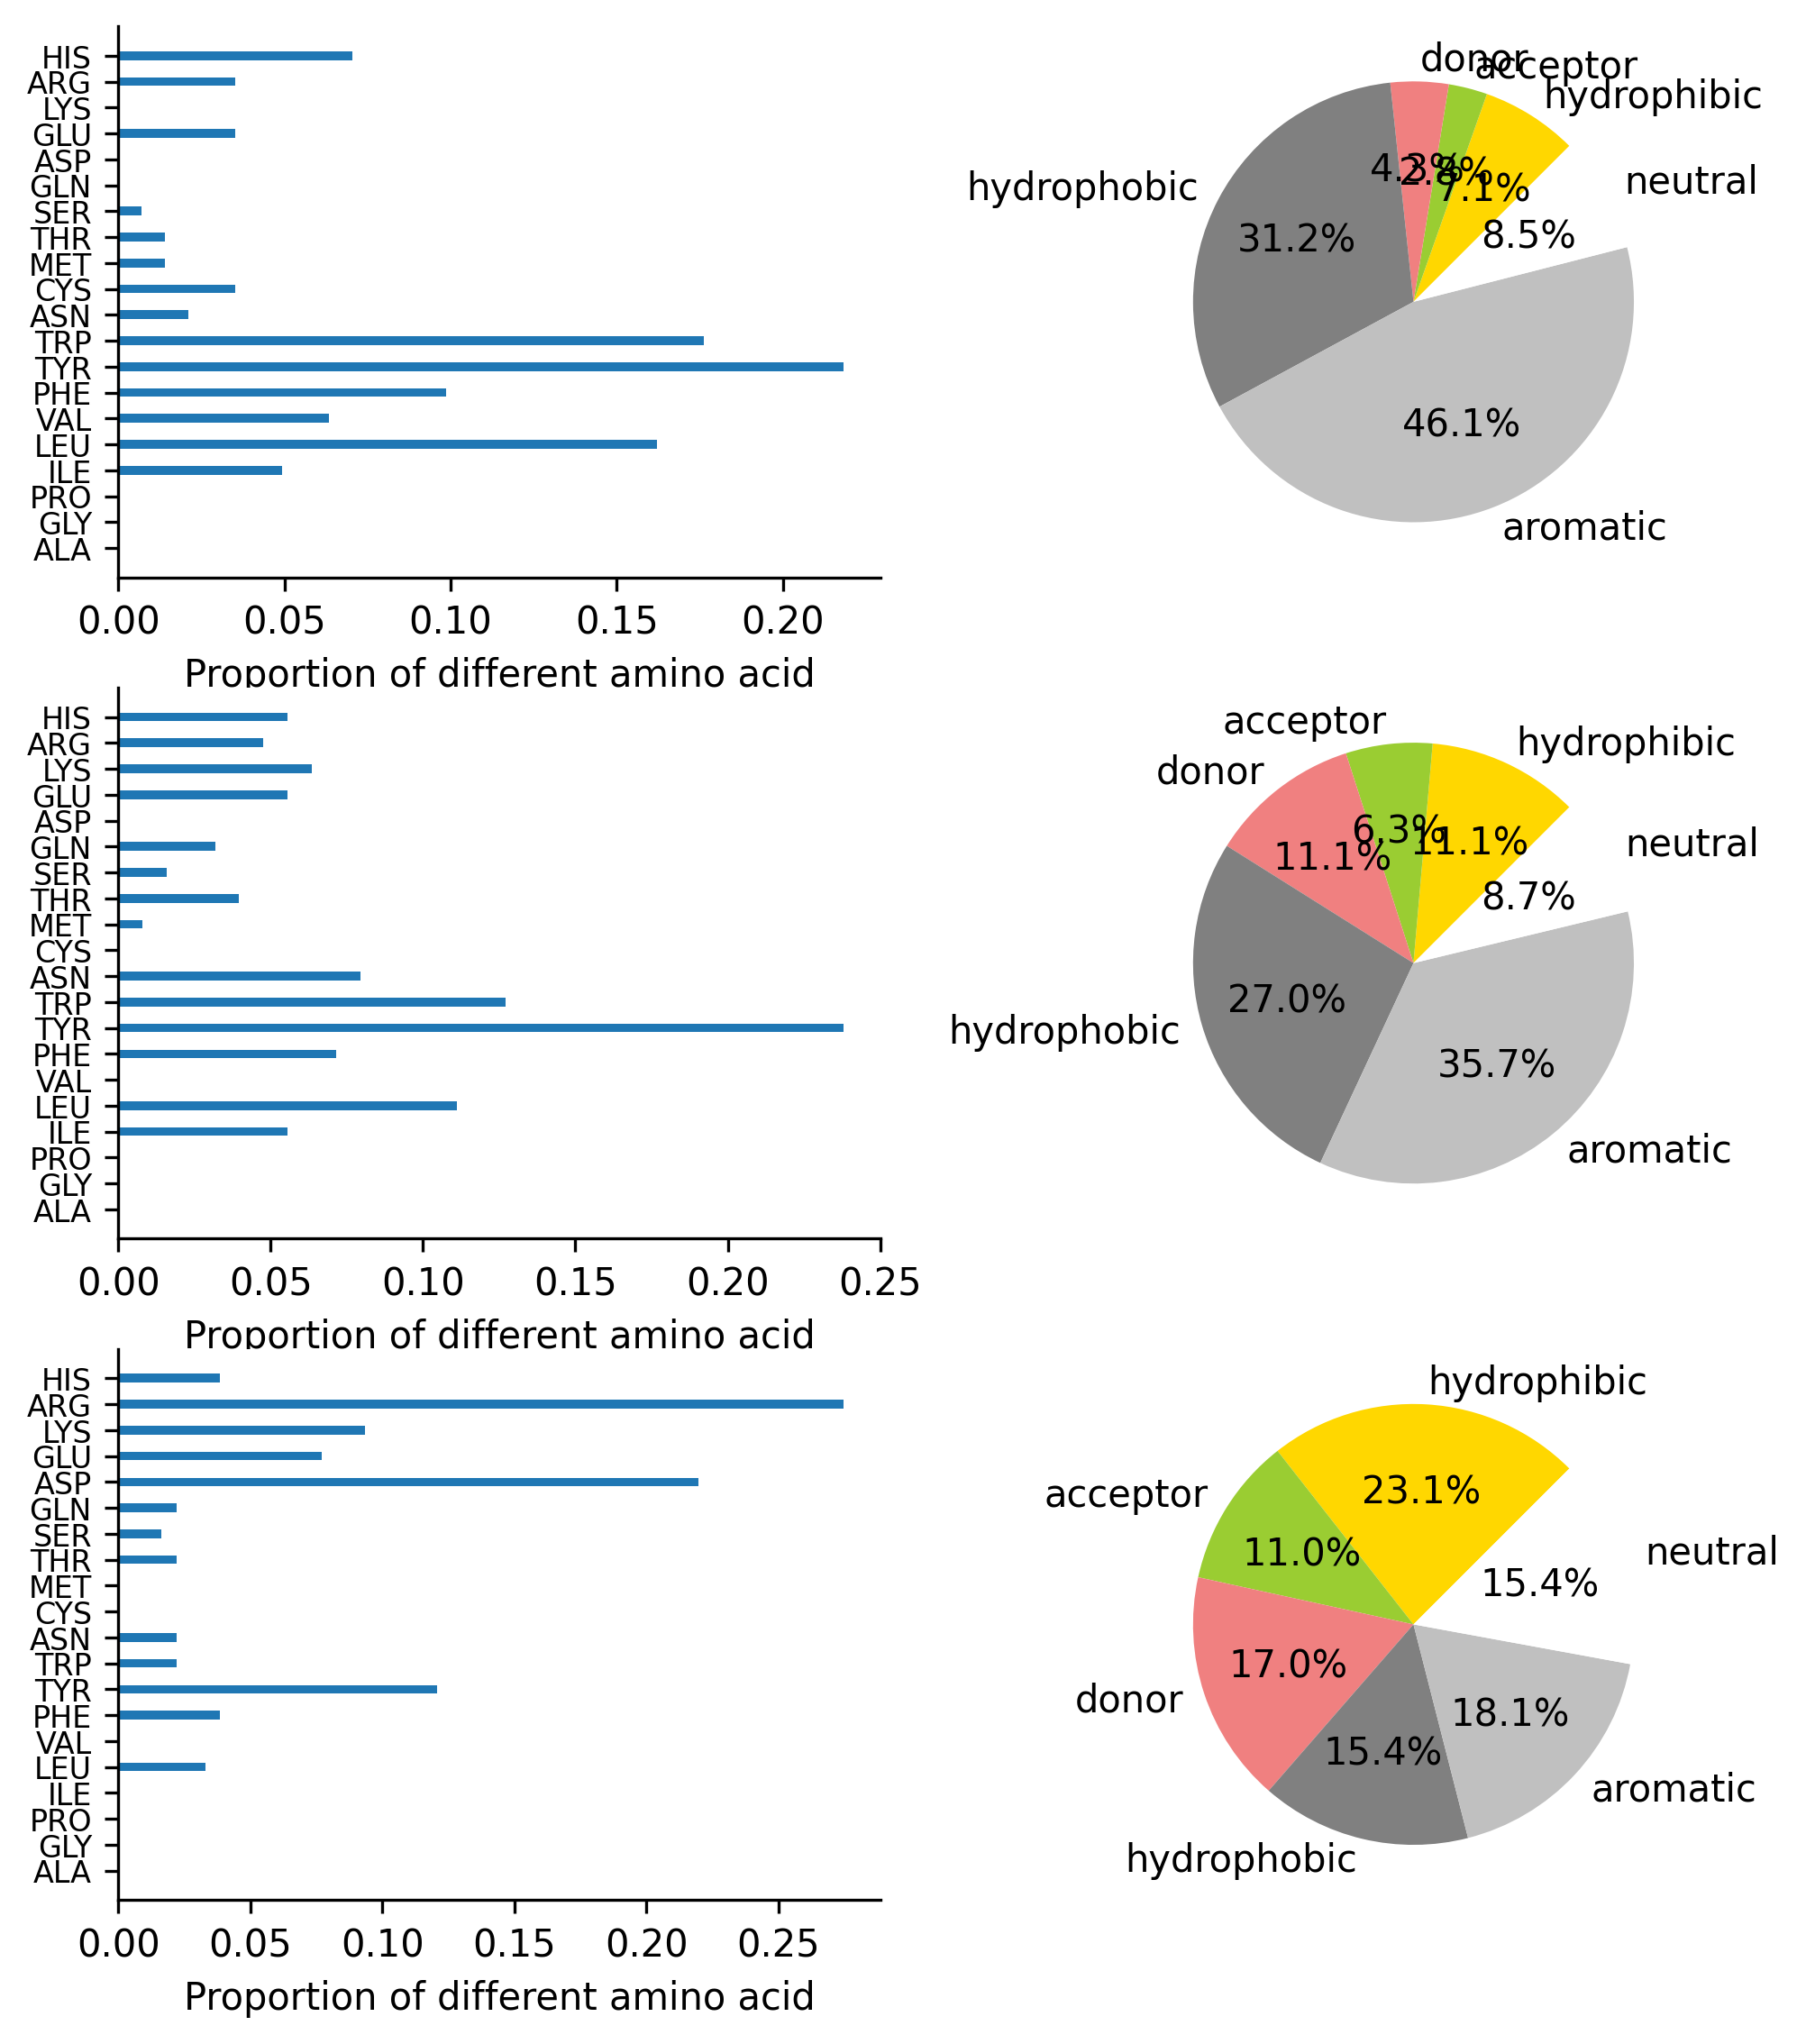 HIS
ARG
LYS
GLU
ASP
GLN
SER
THR
MET
CYS
ASN
TRP
TYR
PHE
VAL
LEU
ILE
PRO
GLY
ALA
0.00 0.05 0.10 0.15 0.20
Proportion of different amino acid
donor
acceptor
hydrophibic
neutral
hydrophobic
aromatic
4.3%
2.8%
7.1%
8.5%
31.2%
46.1%
HIS
ARG
LYS
GLU
ASP
GLN
SER
THR
MET
CYS
ASN
TRP
TYR
PHE
VAL
LEU
ILE
PRO
GLY
ALA
0.00 0.05 0.10 0.15 0.20 0.25
Proportion of different amino acid
acceptor
hydrophibic
donor
neutral
hydrophobic
aromatic
6.3%
11.1%
11.1%
8.7%
27.0%
35.7%
HIS
ARG
LYS
GLU
ASP
GLN
SER
THR
MET
CYS
ASN
TRP
TYR
PHE
VAL
LEU
ILE
PRO
GLY
ALA
0.00 0.05 0.10 0.15 0.20 0.25
Proportion of different amino acid
hydrophibic
acceptor
neutral
donor
aromatic
hydrophobic
23.1%
11.0%
15.4%
17.0%
18.1%
15.4%